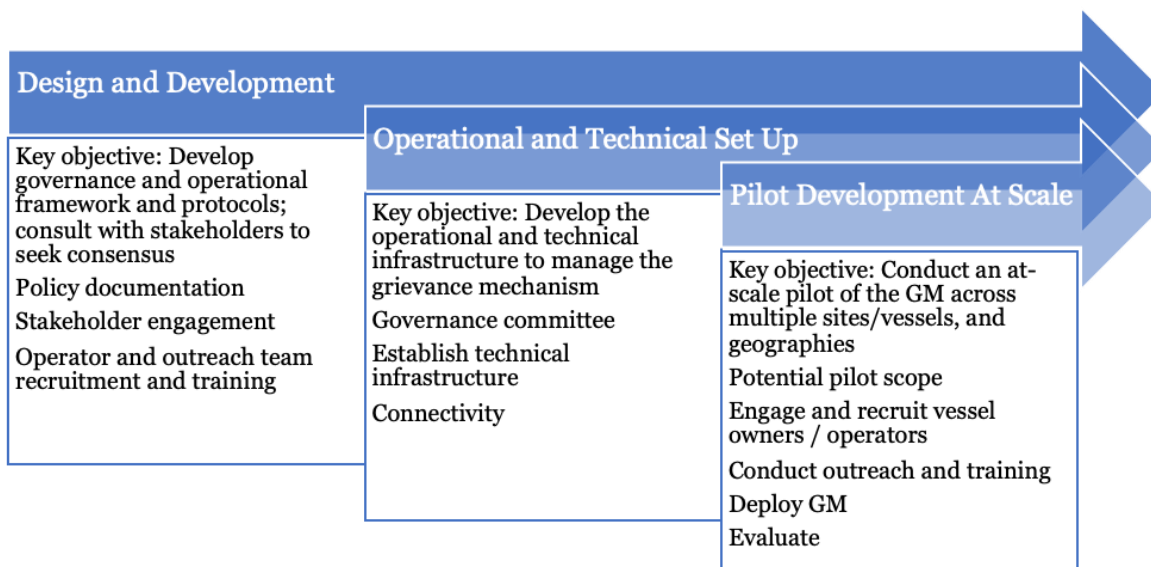 Design and Development
Key objective: Develop
governance and operational
framework and protocols;
consult with stakeholders to
seek consensus
Policy documentation
Stakeholder engagement
Operator and outreach team
recruitment and training
Operational and Technical Set Up
Key objective: Develop the
operational and technical
infrastructure to manage the
grievance mechanism
Governance committee
Establish technical
infrastructure
Connectivity
Pilot Development At Scale
Key objective: Conduct an at-
scale pilot of the GM across
multiple sites/vessels, and
geographies
Potential pilot scope
Engage and recruit vessel
owners / operators
Conduct outreach and training
Deploy GM
Evaluate